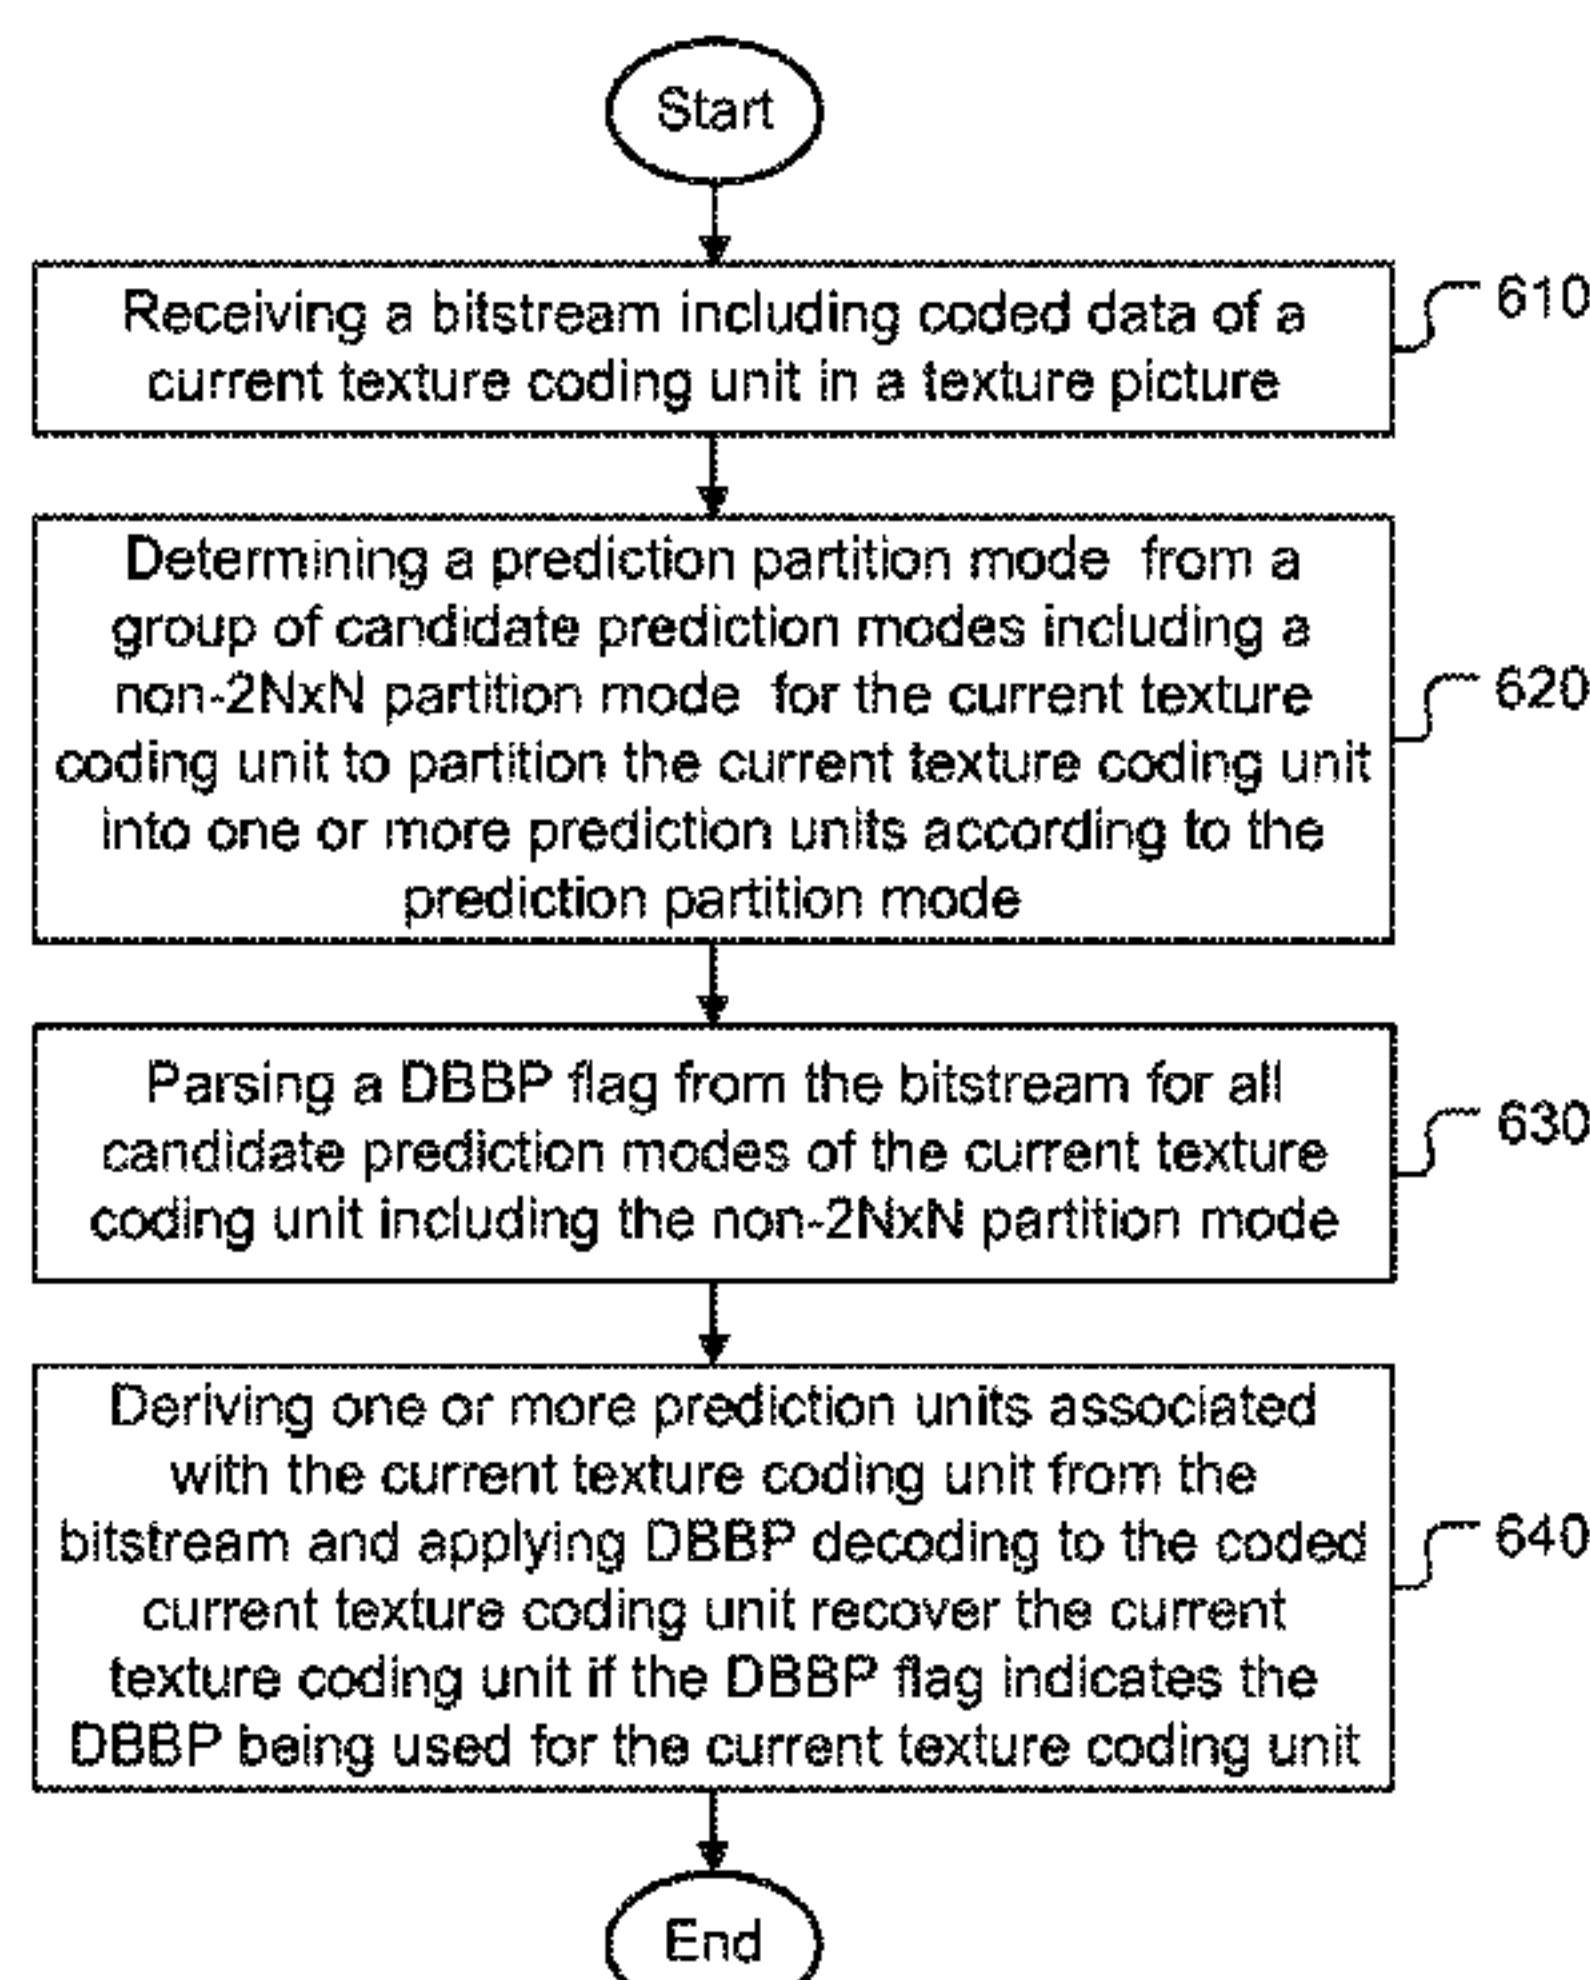 Start
Receiving a bitstream including coded data of a
current texture coding unit in a texture picture
610
Determining a prediction partition mode from a
group of candidate prediction modes including a
non-2NxN partition mode for the current texture
coding unit to partition the current texture coding unit
into one or more prediction units according to the
prediction partition mode
620
Parsing a DBBP flag from the bitstream for all
candidate prediction modes of the current texture
coding unit including the non-2NxN partition mode
630
Deriving one or more prediction units associated
with the current texture coding unit from the
bitstream and applying DBBP decoding to the coded
current texture coding unit recover the current
texture coding unit if the DBBP flag indicates the
DBBP being used for the current texture coding unit
640
End